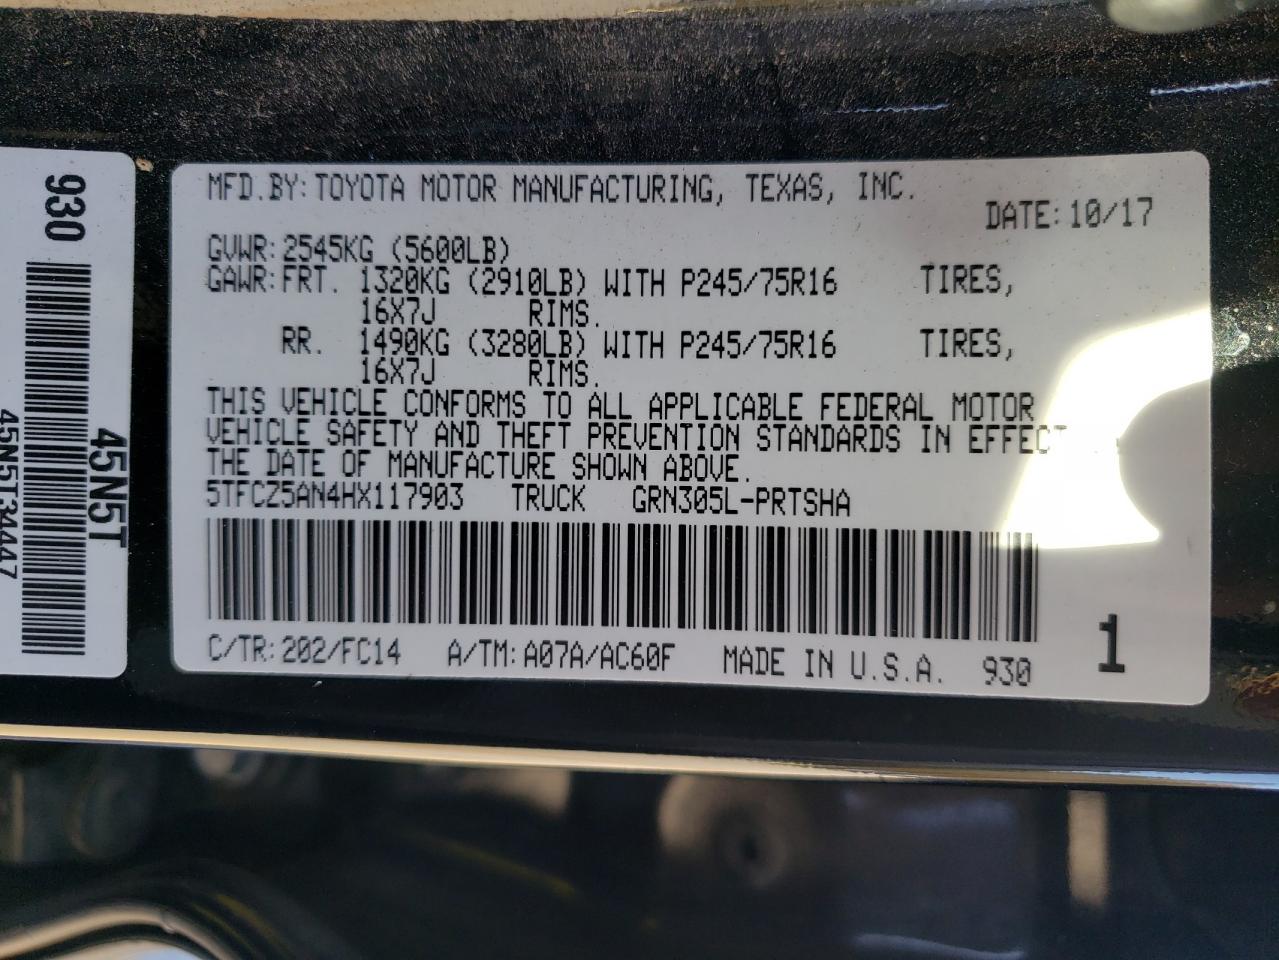 930
45N5T
45N5T34447
MFD.BY:TOYOTA MOTOR MANUFACTURING, TEXAS, INC.
DATE:10/17
GVWR:2545KG (5600LB)
GAWR:FRT. 1320KG (2910LB) WITH P245/75R16 TIRES,
16X7J RIMS.
RR. 1490KG (3280LB) WITH P245/75R16 TIRES,
16X7J RIMS.
THIS VEHICLE CONFORMS TO ALL APPLICABLE FEDERAL MOTOR
VEHICLE SAFETY AND THEFT PREVENTION STANDARDS IN EFFECT
THE DATE OF MANUFACTURE SHOWN ABOVE.
5TFCZ5AN4HX117903 TRUCK GRN305L-PRTSHA
C/TR:202/FC14 A/TM:A07A/AC60F MADE IN U.S.A. 930
1